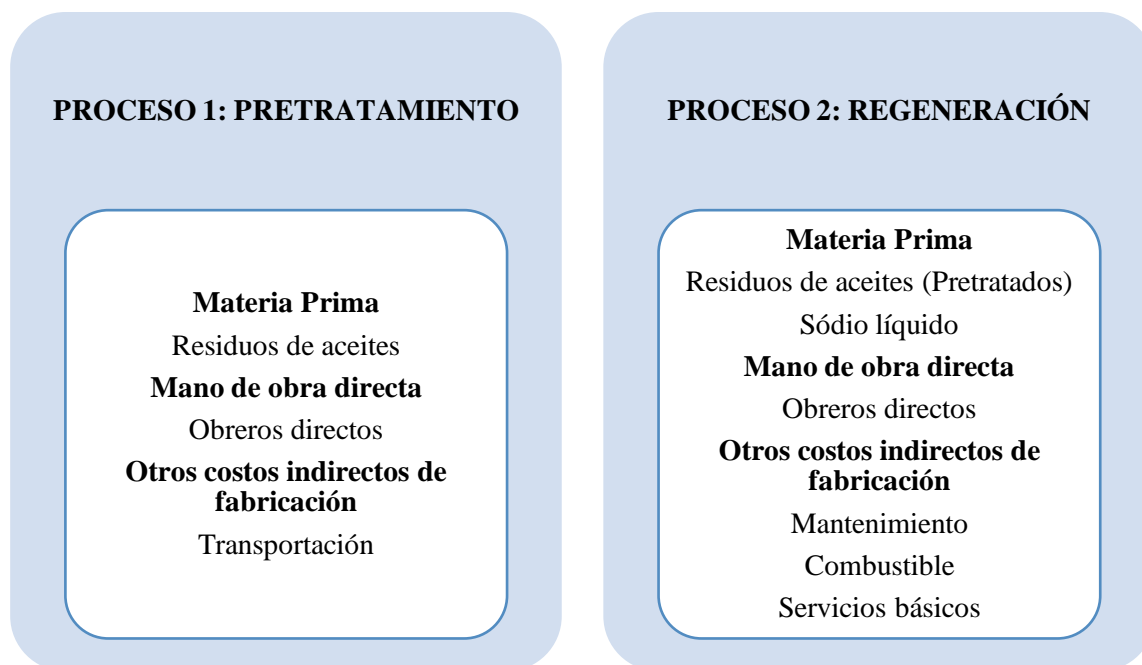 PROCESO 1: PRETRATAMIENTO
Materia Prima
Residuos de aceites
Mano de obra directa
Obreros directos
Otros costos indirectos de
fabricación
Transportación
PROCESO 2: REGENERACIÓN
Materia Prima
Residuos de aceites (Pretratados)
Sódio líquido
Mano de obra directa
Obreros directos
Otros costos indirectos de
fabricación
Mantenimiento
Combustible
Servicios básicos